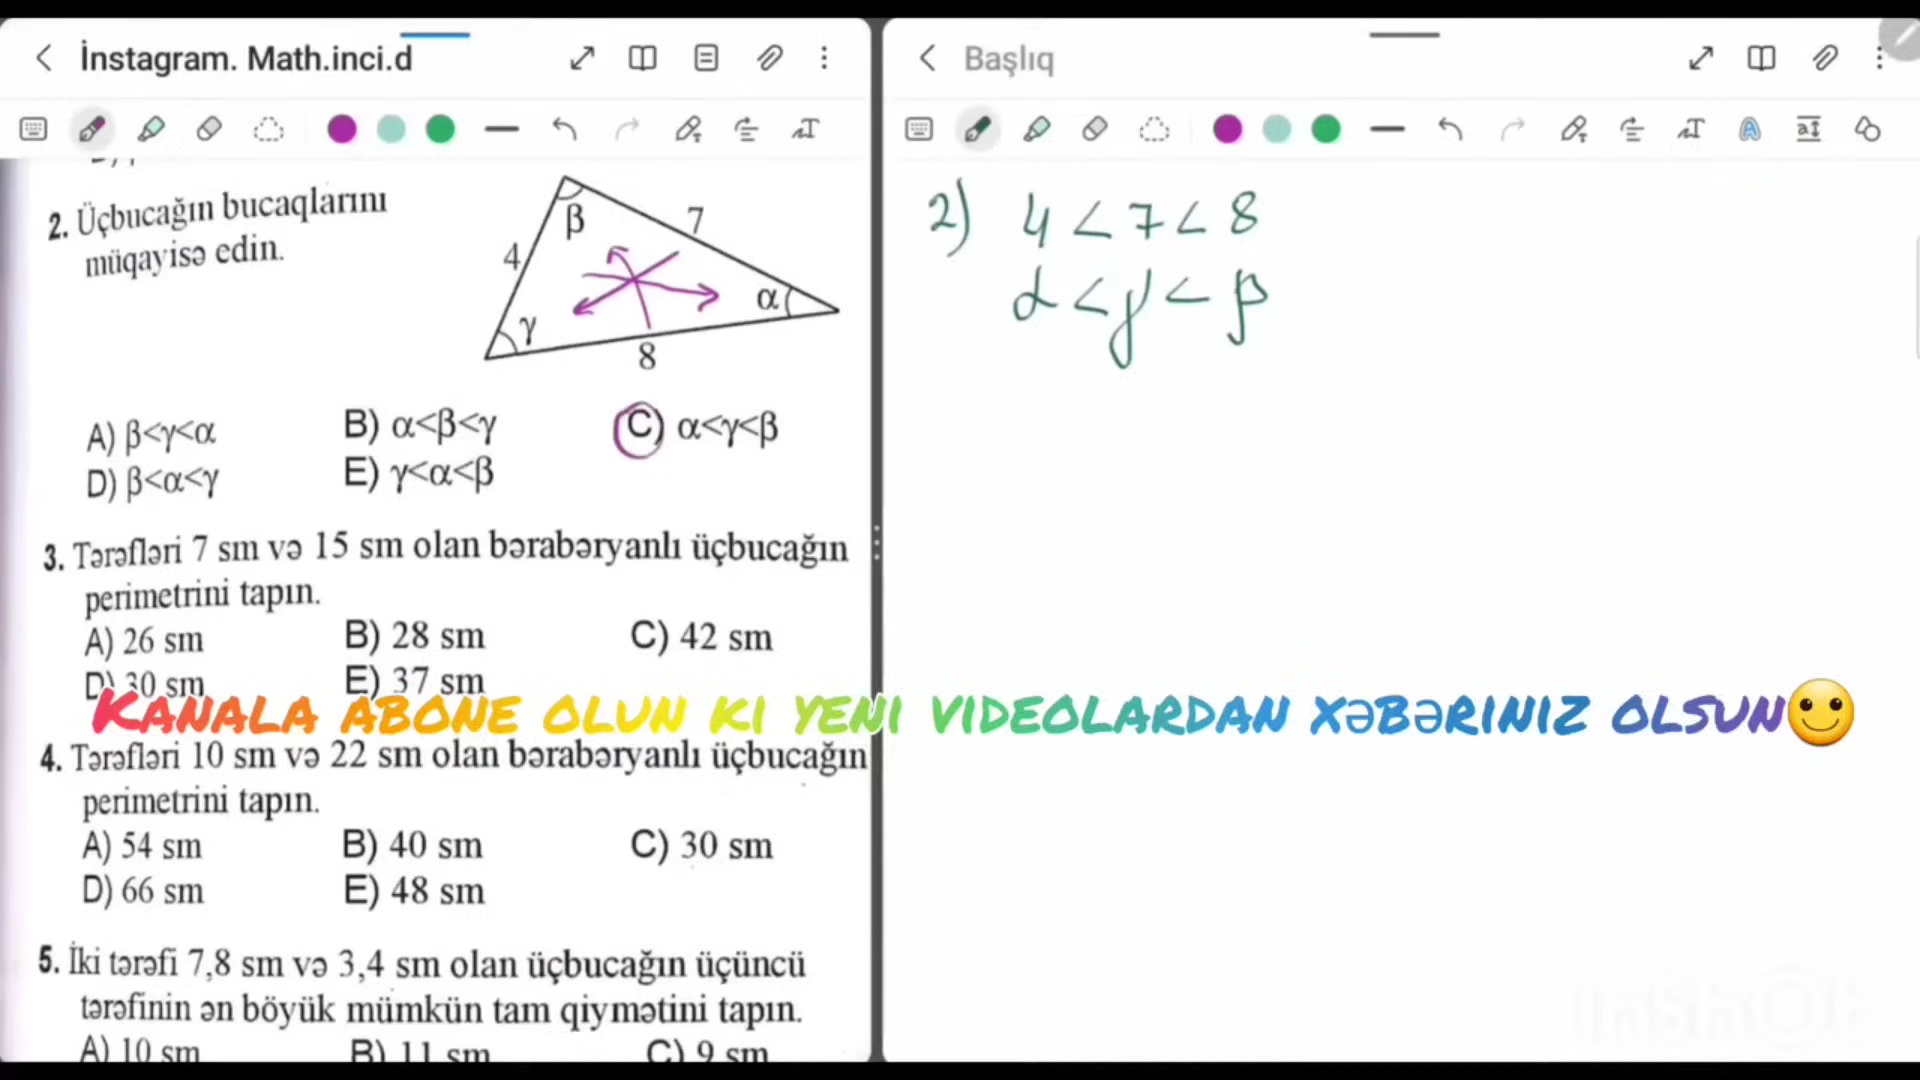 İnstagram. Math.inci.d
Başlıq
2. Üçbucağın bucaqlarını
müqayisə edin.
β
7
4
α
γ
8
A) β<γ<α
B) α<β<γ
C) α<γ<β
D) β<α<γ
E) γ<α<β
3. Tərəfləri 7 sm və 15 sm olan bərabəryanlı üçbucağın
perimetrini tapın.
A) 26 sm
B) 28 sm
C) 42 sm
D) 30 sm
E) 37 sm
Kanala abone olun ki yeni videolardan xəbəriniz olsun🙂
4. Tərəfləri 10 sm və 22 sm olan bərabəryanlı üçbucağın
perimetrini tapın.
A) 54 sm
B) 40 sm
C) 30 sm
D) 66 sm
E) 48 sm
5. İki tərəfi 7,8 sm və 3,4 sm olan üçbucağın üçüncü
tərəfinin ən böyük mümkün tam qiymətini tapın.
A) 10 sm
B) 11 sm
C) 9 sm
2) 4 < 7 < 8
α < γ < β